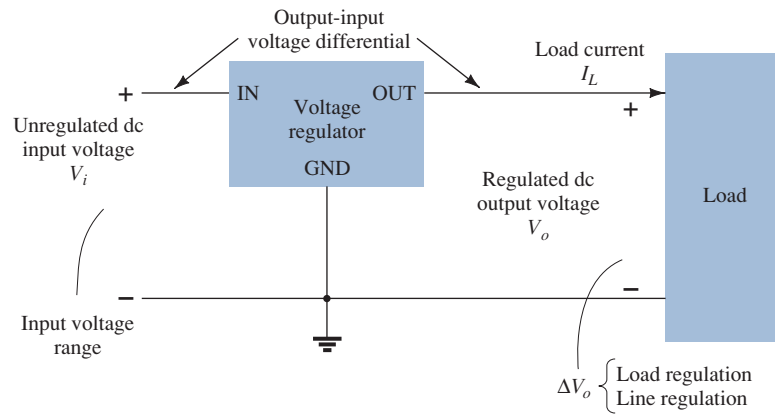 Output-input
voltage differential
Load current
I_L
+
IN
OUT
+
Voltage
regulator
Unregulated dc
input voltage
V_i
GND
Regulated dc
output voltage
V_o
Load
−
−
Input voltage
range
ΔV_o { Load regulation
Line regulation